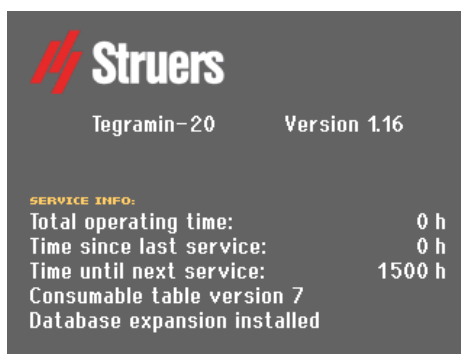 Struers
Tegramin-20 Version 1.16
SERVICE INFO:
Total operating time: 0 h
Time since last service: 0 h
Time until next service: 1500 h
Consumable table version 7
Database expansion installed